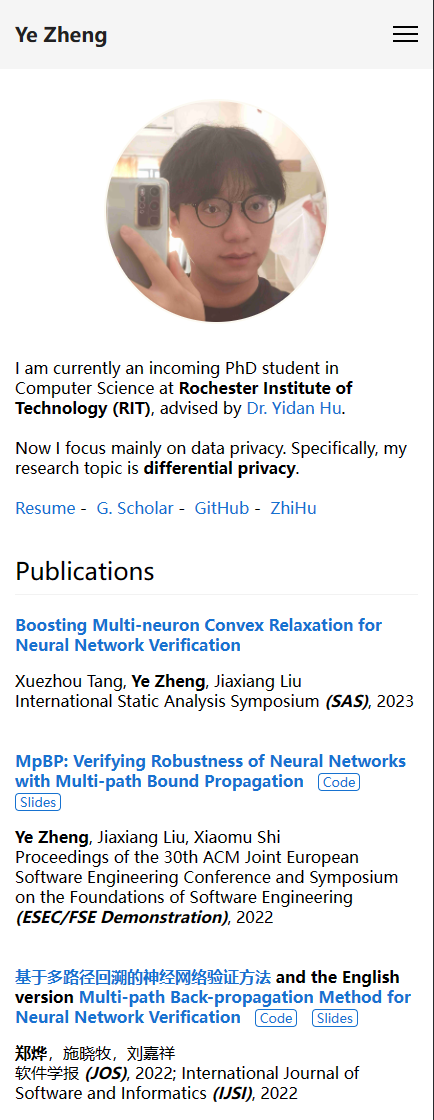 Ye Zheng
I am currently an incoming PhD student in
Computer Science at Rochester Institute of
Technology (RIT), advised by Dr. Yidan Hu.
Now I focus mainly on data privacy. Specifically, my
research topic is differential privacy.
Resume - G. Scholar - GitHub - ZhiHu
Publications
Boosting Multi-neuron Convex Relaxation for
Neural Network Verification
Xuezhou Tang, Ye Zheng, Jiaxiang Liu
International Static Analysis Symposium (SAS), 2023
MpBP: Verifying Robustness of Neural Networks
with Multi-path Bound Propagation Code
Slides
Ye Zheng, Jiaxiang Liu, Xiaomu Shi
Proceedings of the 30th ACM Joint European
Software Engineering Conference and Symposium
on the Foundations of Software Engineering
(ESEC/FSE Demonstration), 2022
基于多路径回溯的神经网络验证方法 and the English
version Multi-path Back-propagation Method for
Neural Network Verification Code Slides
郑烨，施晓牧，刘嘉祥
软件学报 (JOS), 2022; International Journal of
Software and Informatics (IJSI), 2022